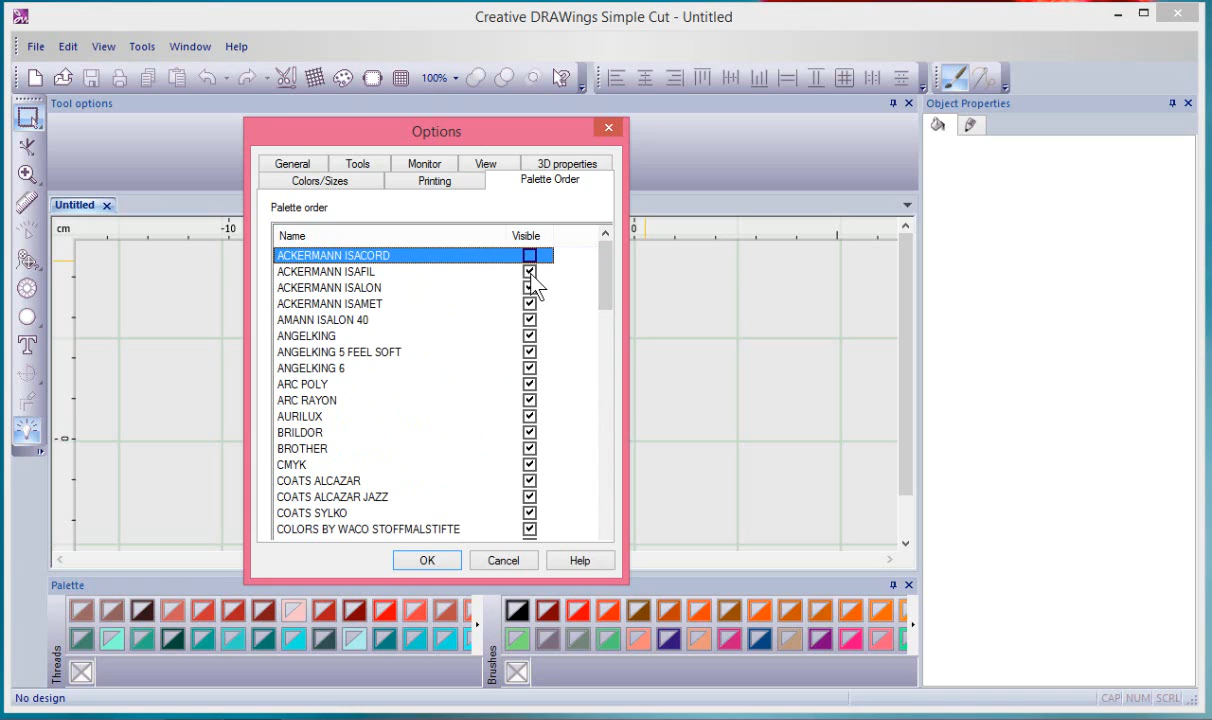 Creative DRAWings Simple Cut - Untitled
File Edit View Tools Window Help
100%
Tool options
Object Properties
Options
General Tools Monitor View 3D properties
Colors/Sizes Printing Palette Order
Palette order
Untitled
cm -10 0
Name Visible
ACKERMANN ISACORD
ACKERMANN ISAFIL
ACKERMANN ISALON
ACKERMANN ISAMET
AMANN ISALON 40
ANGELKING
ANGELKING 5 FEEL SOFT
ANGELKING 6
ARC POLY
ARC RAYON
AURILUX
BRILDOR
BROTHER
CMYK
COATS ALCAZAR
COATS ALCAZAR JAZZ
COATS SYLKO
COLORS BY WACO STOFFMALSTIFTE
0
OK Cancel Help
Palette
Threads
Brushes
No design
CAP NUM SCRL